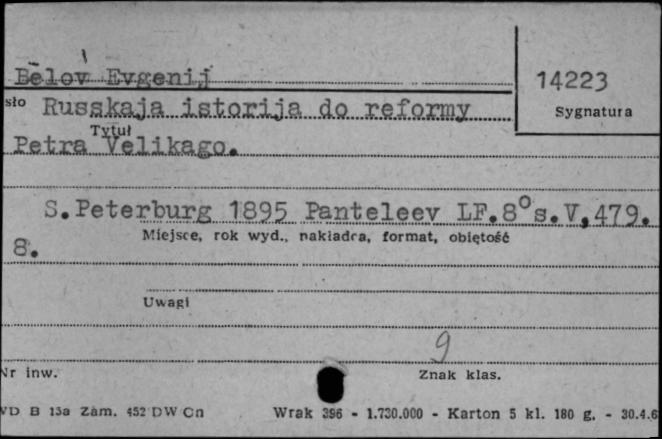 Bělov Evgenij
14223
sło Russkaja istorija do reformy
Sygnatura
Tytuł
Petra Velikago.
S.Peterburg 1895 Panteleev LF.8° s.V,479.
Miejsce, rok wyd., nakładca, format, objętość
8.
Uwagi
9
Nr inw.
Znak klas.
VD B 13a Zam. 452 DW Cn Wrak 396 - 1.730.000 - Karton 5 kl. 180 g. - 30.4.6